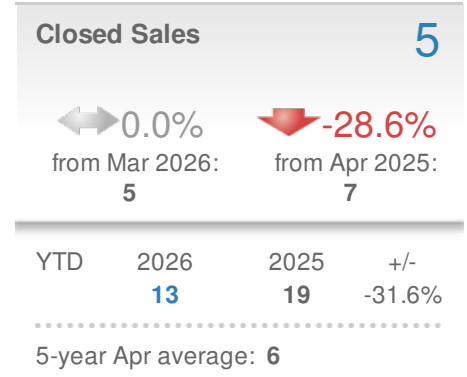 Closed Sales 5
0.0% -28.6%
from Mar 2026: from Apr 2025:
5 7
YTD 2026 2025 +/-
13 19 -31.6%
5-year Apr average: 6